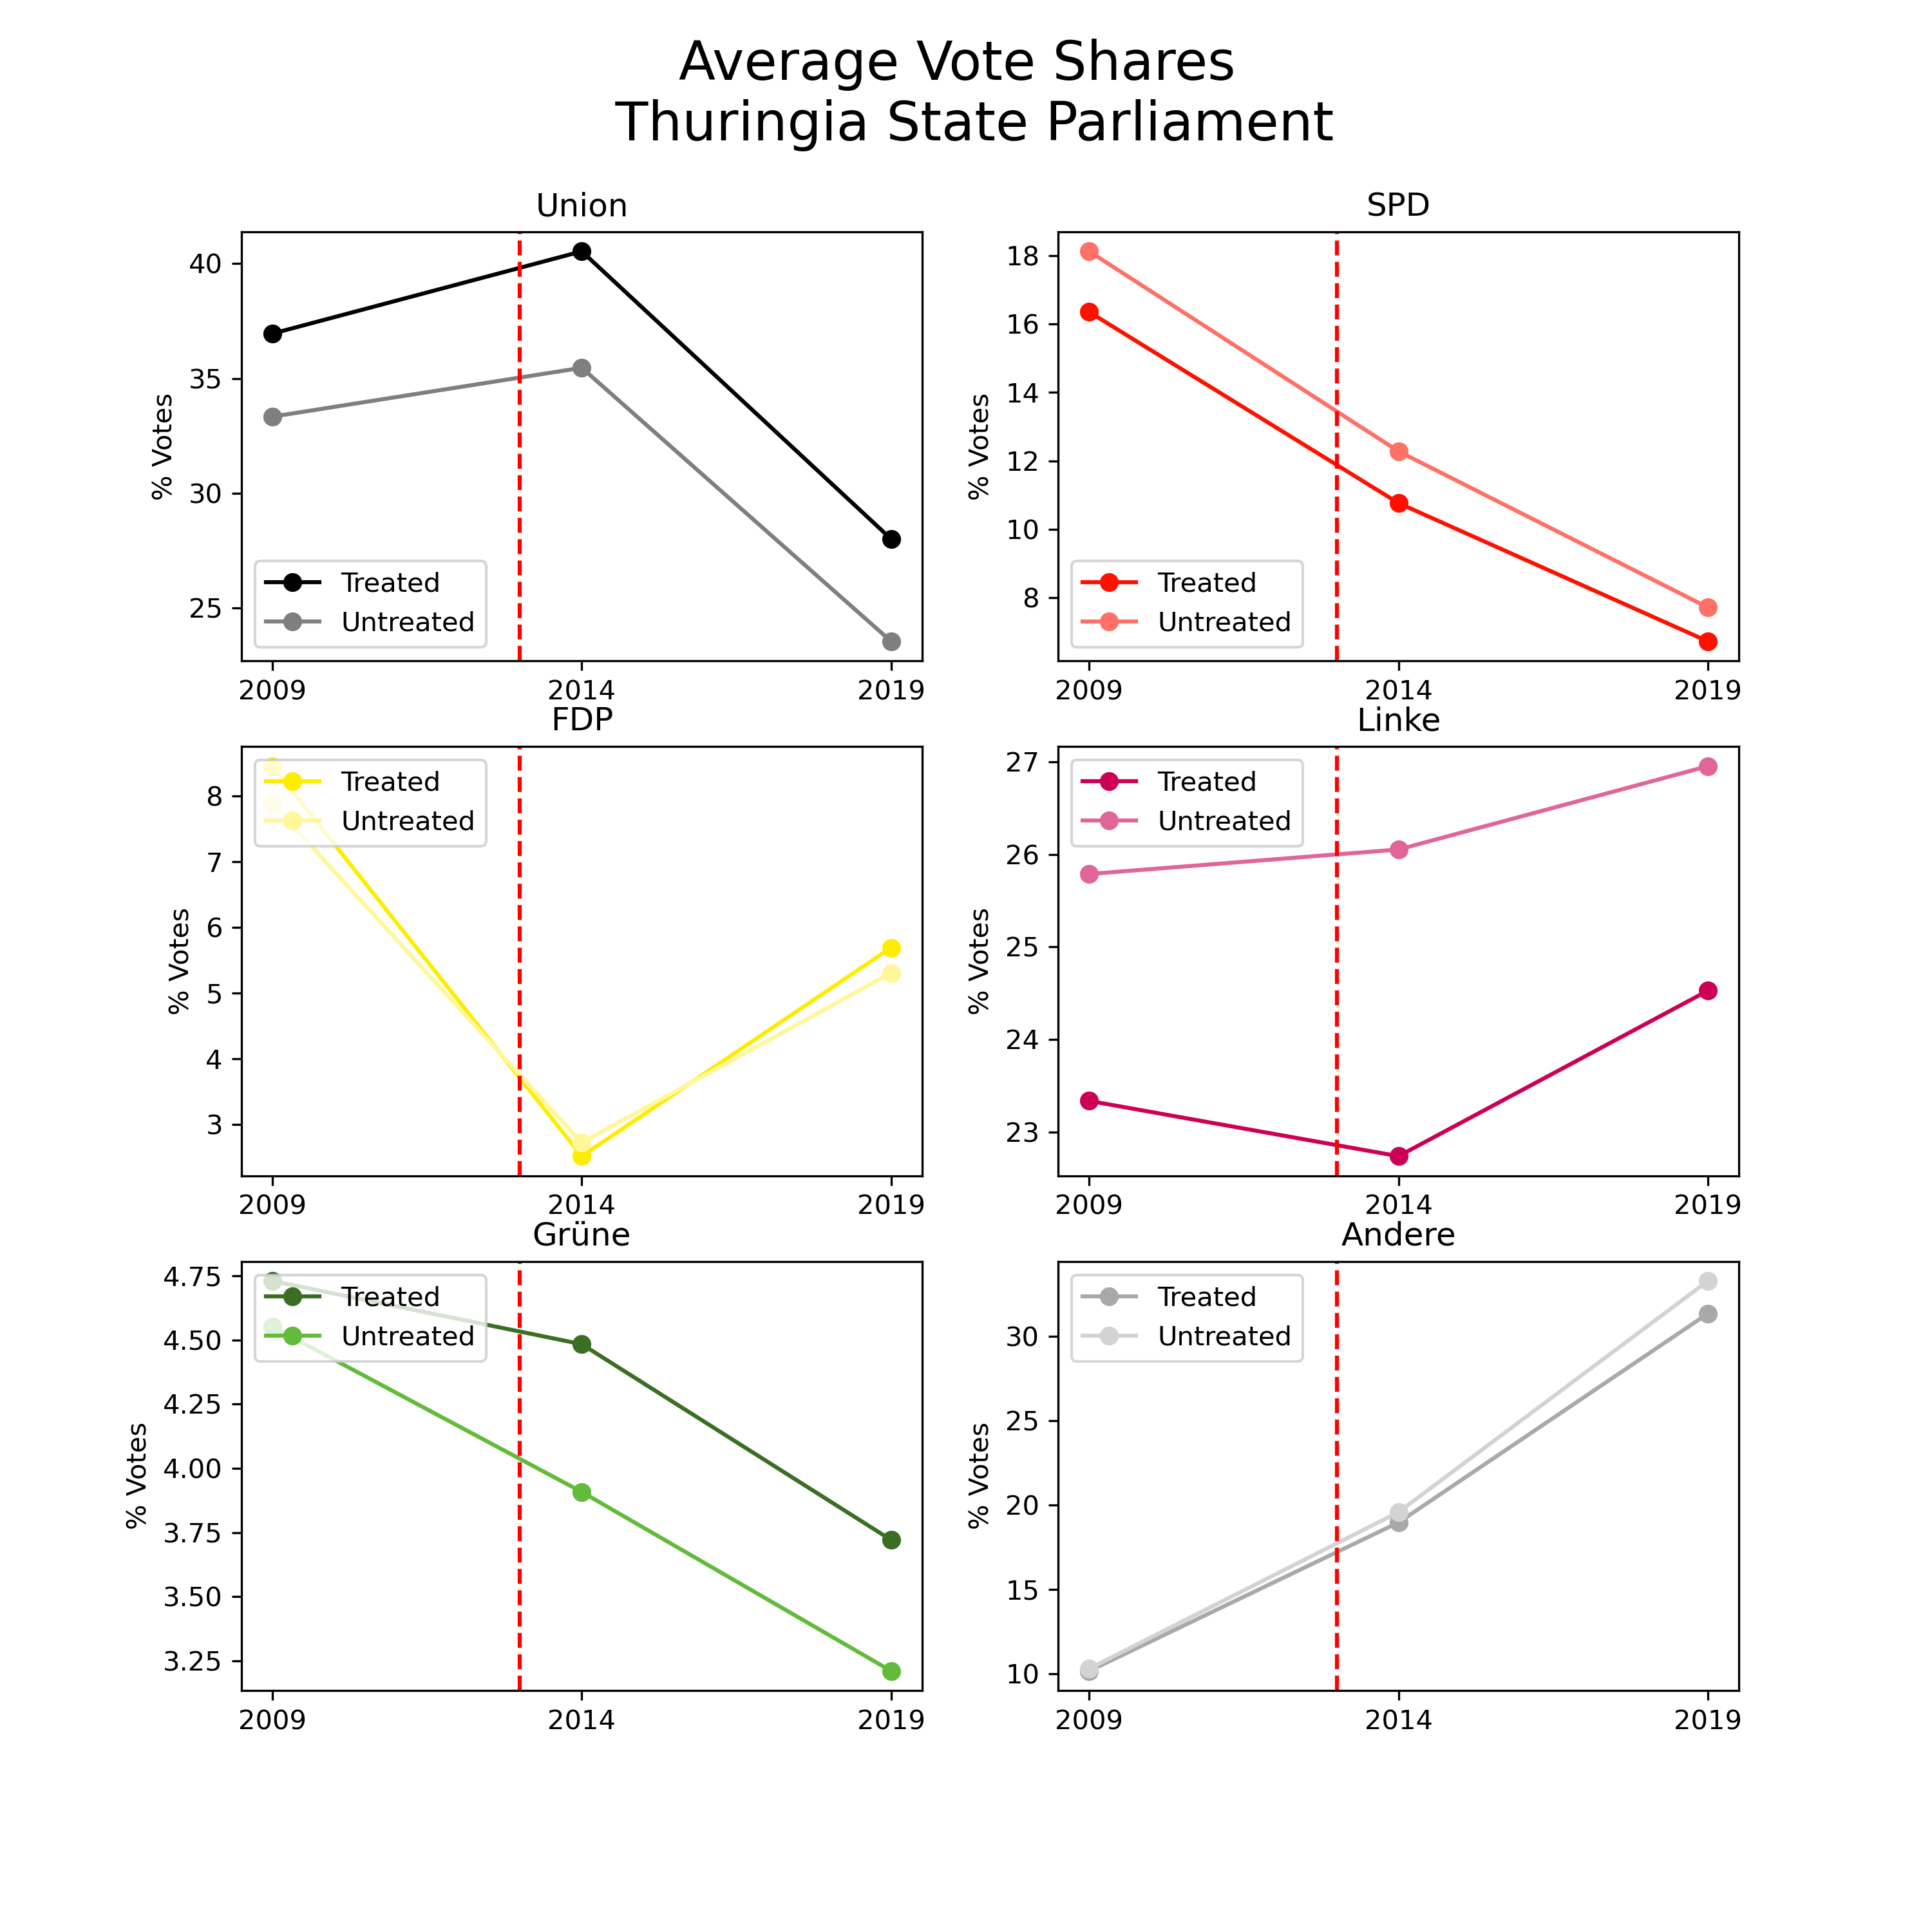 Average Vote Shares
Thuringia State Parliament
Union
% Votes
40
35
30
25
Treated
Untreated
2009 2014 2019
SPD
% Votes
18
16
14
12
10
8
Treated
Untreated
2009 2014 2019
FDP
% Votes
8
7
6
5
4
3
Treated
Untreated
2009 2014 2019
Linke
% Votes
27
26
25
24
23
Treated
Untreated
2009 2014 2019
Grüne
% Votes
4.75
4.50
4.25
4.00
3.75
3.50
3.25
Treated
Untreated
2009 2014 2019
Andere
% Votes
30
25
20
15
10
Treated
Untreated
2009 2014 2019